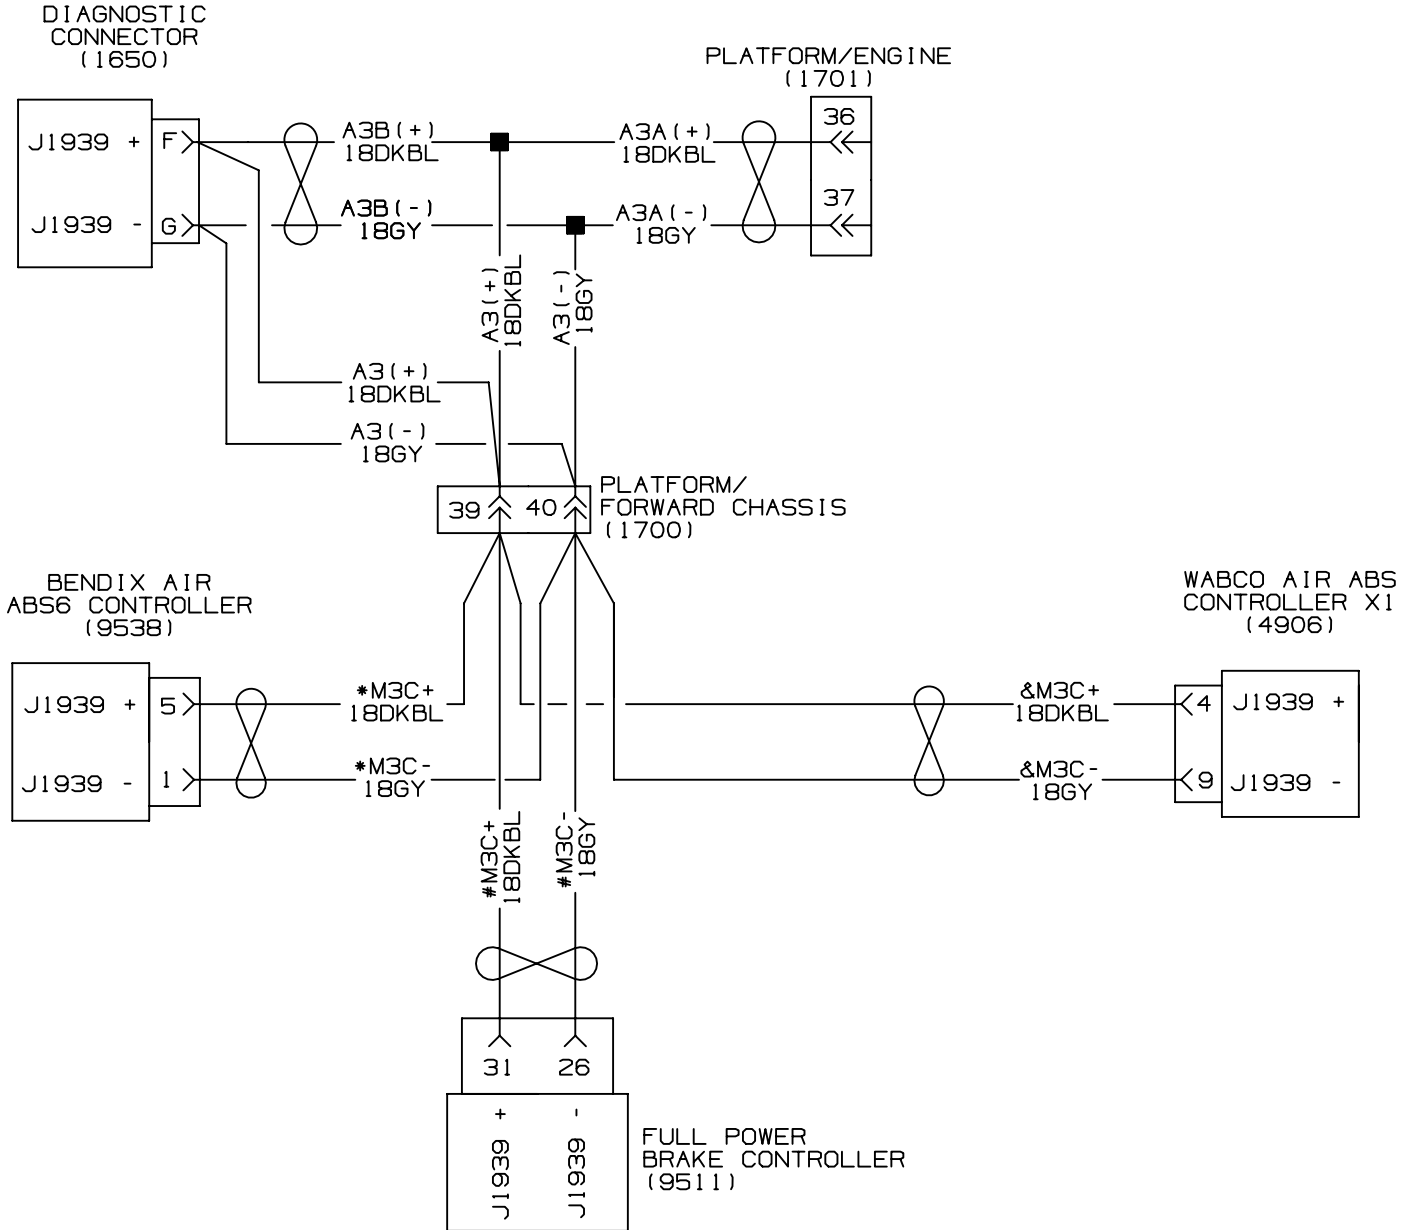 DIAGNOSTIC
CONNECTOR
(1650)
PLATFORM/ENGINE
(1701)
J1939 +
F
A3B(+)
18DKBL
A3A(+)
18DKBL
36
J1939 -
G
A3B(-)
18GY
A3A(-)
18GY
37
A3(+)
18DKBL
A3(-)
18GY
A3(+)
18DKBL
A3(-)
18GY
39
40
PLATFORM/
FORWARD CHASSIS
(1700)
BENDIX AIR
ABS6 CONTROLLER
(9538)
WABCO AIR ABS
CONTROLLER X1
(4906)
J1939 +
5
*M3C+
18DKBL
&M3C+
18DKBL
4
J1939 +
J1939 -
1
*M3C-
18GY
&M3C-
18GY
9
J1939 -
#M3C+
18DKBL
#M3C-
18GY
31
26
J1939 +
J1939 -
FULL POWER
BRAKE CONTROLLER
(9511)